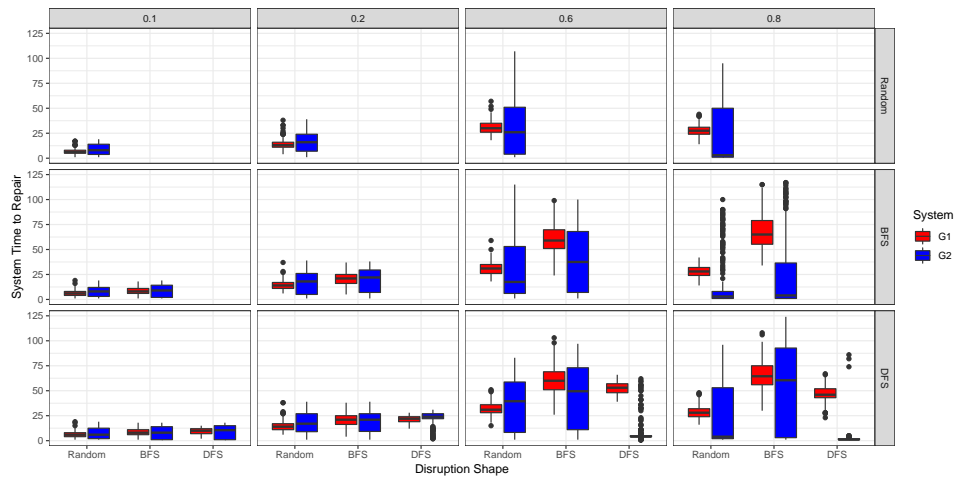 0.1 0.2 0.6 0.8
125
100
75
50
25
0
Random
125
100
75
50
25
0
BFS
125
100
75
50
25
0
DFS
System Time to Repair
Random BFS DFS Random BFS DFS Random BFS DFS Random BFS DFS
Disruption Shape
System
G1
G2